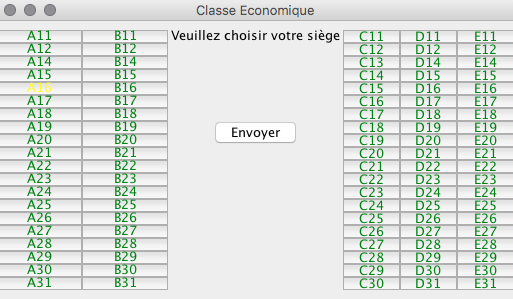 Classe Economique
A11 B11 Veuillez choisir votre siège C11 D11 E11
A12 B12 C12 D12 E12
A14 B14 C13 D14 E14
A15 B15 C14 D15 E15
A16 B16 C15 D16 E16
A17 B17 C16 D17 E17
A18 B18 C17 D18 E18
A19 B19 Envoyer C18 D19 E19
A20 B20 C19 D20 E20
A21 B21 C20 D21 E21
A22 B22 C21 D22 E22
A23 B23 C22 D23 E23
A24 B24 C23 D24 E24
A25 B25 C24 D25 E25
A26 B26 C25 D26 E26
A27 B27 C26 D27 E27
A28 B28 C27 D28 E28
A29 B29 C28 D29 E29
A30 B30 C29 D30 E30
A31 B31 C30 D31 E31